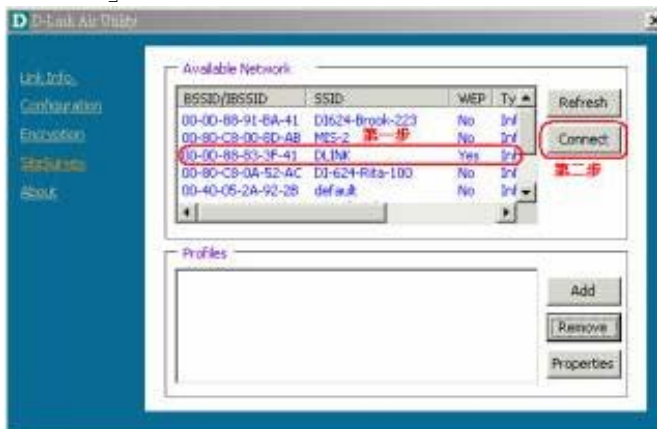 D-Link Air Utility
Link Info.
Configuration
Encryption
SiteSurvey
About
Available Network
BSSID/IBSSID SSID WEP Ty
00-0D-88-91-8A-41 DI624-Brook-223 No Inf
00-80-C8-00-8D-AB MIS-2 第一步 No Inf
00-0D-88-83-3F-41 DLINK Yes Inf
00-80-C8-0A-52-AC DI-624-Rita-100 No Inf
00-40-05-2A-92-2B default No Inf
Refresh
Connect
第二步
Profiles
Add
Remove
Properties